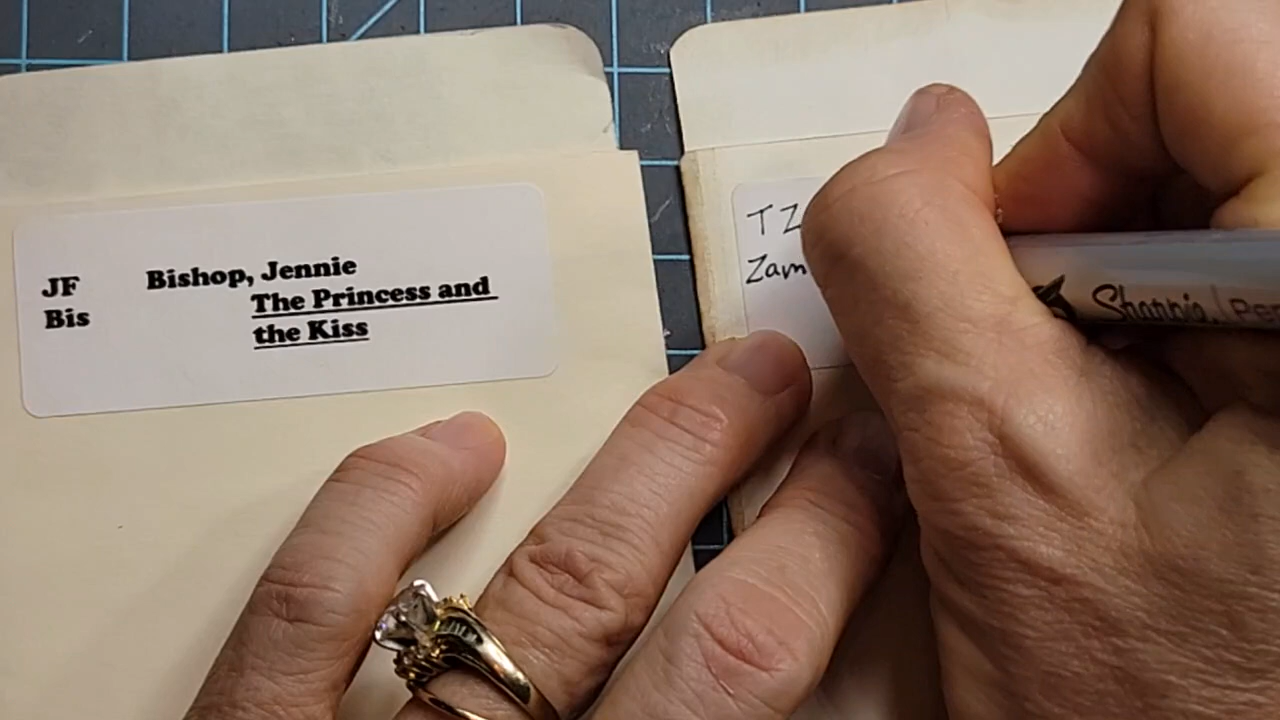 JF Bishop, Jennie
Bis The Princess and
the Kiss
TZ
Zam
Sharpie